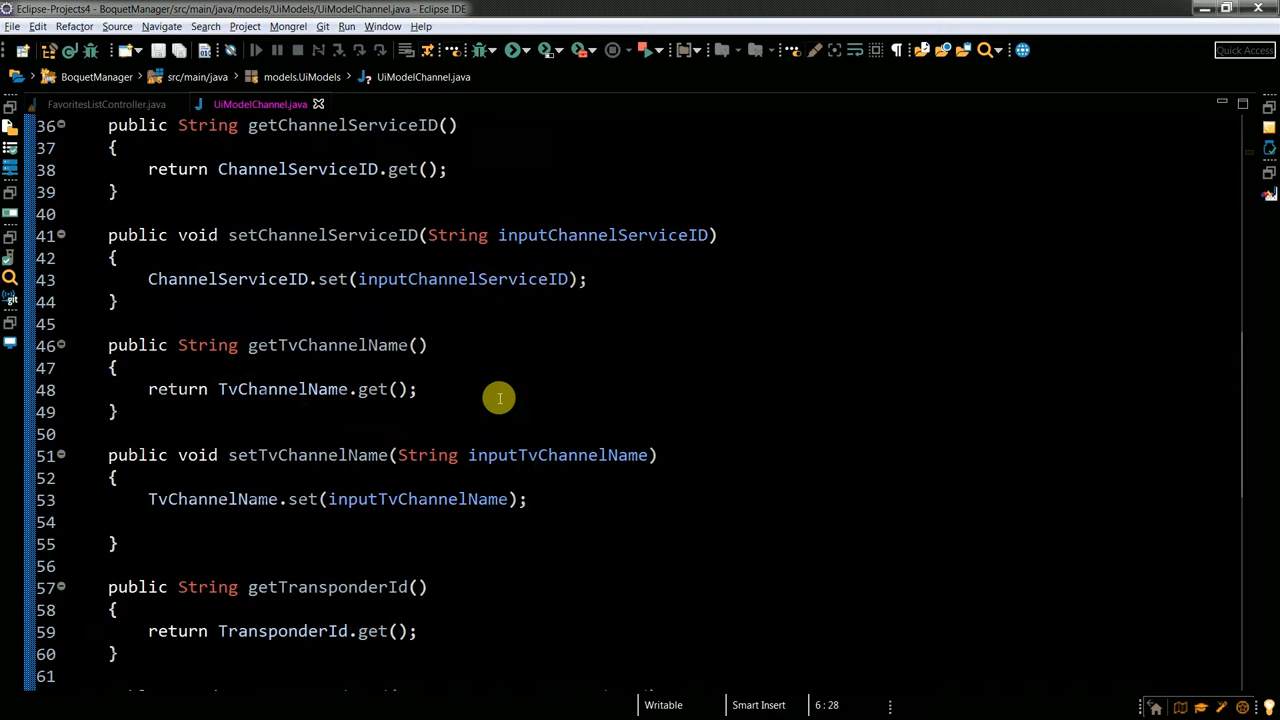 Eclipse-Projects4 - BoquetManager/src/main/java/models/UiModels/UiModelChannel.java - Eclipse IDE
File Edit Refactor Source Navigate Search Project Mongrel Git Run Window Help
Quick Access
BoquetManager src/main/java models.UiModels UiModelChannel.java
FavoritesListController.java UiModelChannel.java
36 public String getChannelServiceID()
37 {
38 return ChannelServiceID.get();
39 }
40
41 public void setChannelServiceID(String inputChannelServiceID)
42 {
43 ChannelServiceID.set(inputChannelServiceID);
44 }
45
46 public String getTvChannelName()
47 {
48 return TvChannelName.get();
49 }
50
51 public void setTvChannelName(String inputTvChannelName)
52 {
53 TvChannelName.set(inputTvChannelName);
54
55 }
56
57 public String getTransponderId()
58 {
59 return TransponderId.get();
60 }
61
Writable Smart Insert 6 : 28